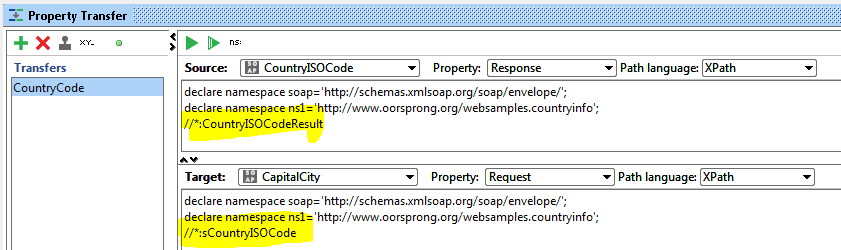 Property Transfer
XY= ns:
Transfers
CountryCode
Source: SOAP CountryISOCode Property: Response Path language: XPath
declare namespace soap='http://schemas.xmlsoap.org/soap/envelope/';
declare namespace ns1='http://www.oorsprong.org/websamples.countryinfo';
//*:CountryISOCodeResult
Target: SOAP CapitalCity Property: Request Path language: XPath
declare namespace soap='http://schemas.xmlsoap.org/soap/envelope/';
declare namespace ns1='http://www.oorsprong.org/websamples.countryinfo';
//*:sCountryISOCode